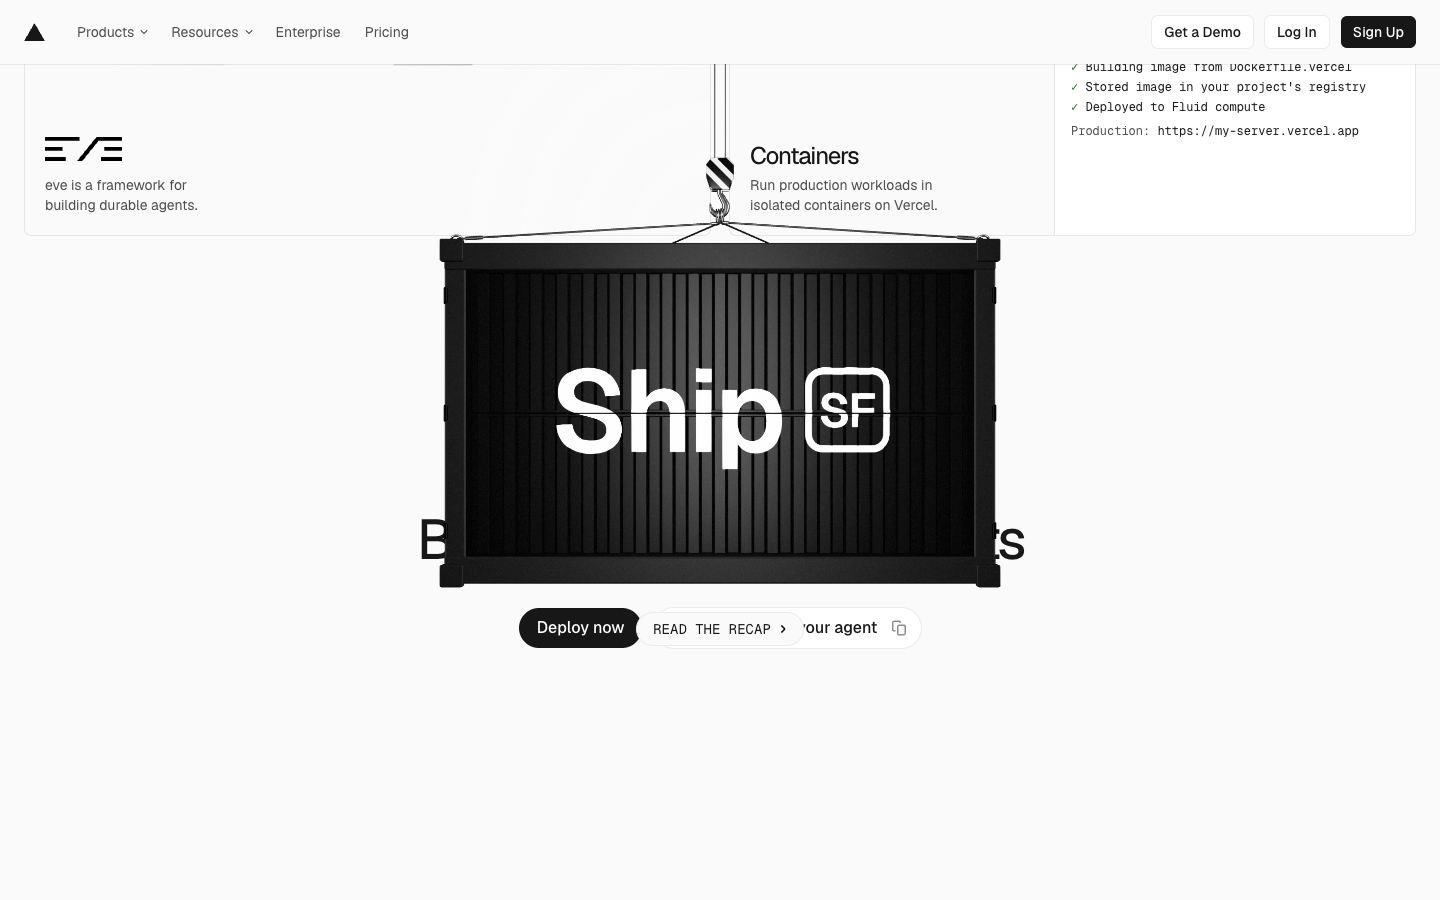 Products
Resources
Enterprise
Pricing
Get a Demo
Log In
Sign Up
✓ Building image from Dockerfile.vercel
✓ Stored image in your project's registry
✓ Deployed to Fluid compute
Production: https://my-server.vercel.app
eve is a framework for
building durable agents.
Containers
Run production workloads in
isolated containers on Vercel.
Ship SF
Deploy now
READ THE RECAP
your agent